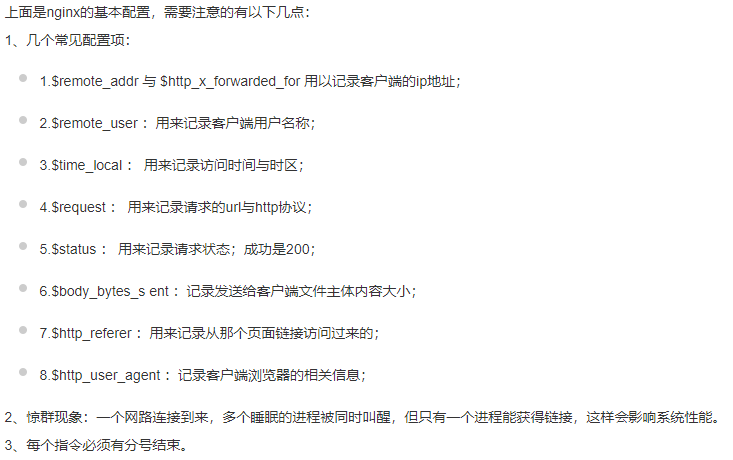 上面是nginx的基本配置，需要注意的有以下几点：
1、几个常见配置项：
1.$remote_addr 与 $http_x_forwarded_for 用以记录客户端的ip地址；
2.$remote_user ：用来记录客户端用户名称；
3.$time_local ： 用来记录访问时间与时区；
4.$request ： 用来记录请求的url与http协议；
5.$status ： 用来记录请求状态；成功是200；
6.$body_bytes_s ent ：记录发送给客户端文件主体内容大小；
7.$http_referer ：用来记录从那个页面链接访问过来的；
8.$http_user_agent ：记录客户端浏览器的相关信息；
2、惊群现象：一个网路连接到来，多个睡眠的进程被同时叫醒，但只有一个进程能获得链接，这样会影响系统性能。
3、每个指令必须有分号结束。